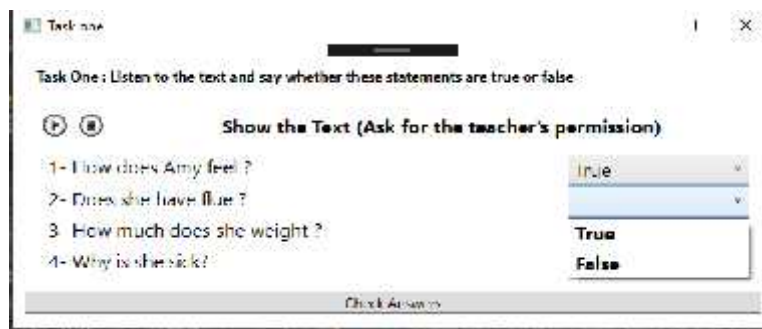 Task one
Task One : Listen to the text and say whether these statements are true or false
Show the Text (Ask for the teacher's permission)
1- How does Amy feel ?
True
2- Does she have flue ?
3- How much does she weight ?
True
4- Why is she sick?
False
Check Answers